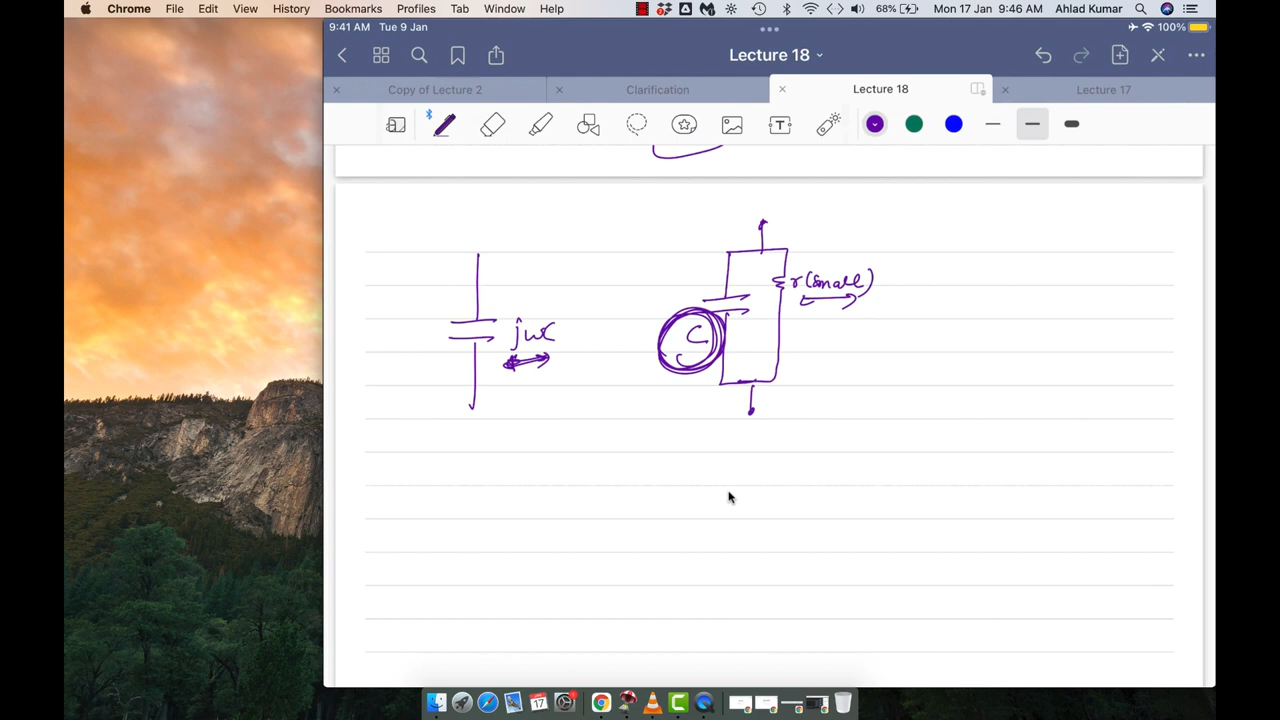 Chrome File Edit View History Bookmarks Profiles Tab Window Help 68% Mon 17 Jan 9:46 AM Ahlad Kumar
9:41 AM Tue 9 Jan 100%
Lecture 18
Copy of Lecture 2 Clarification Lecture 18 Lecture 17
r(small)
jωC
C
17